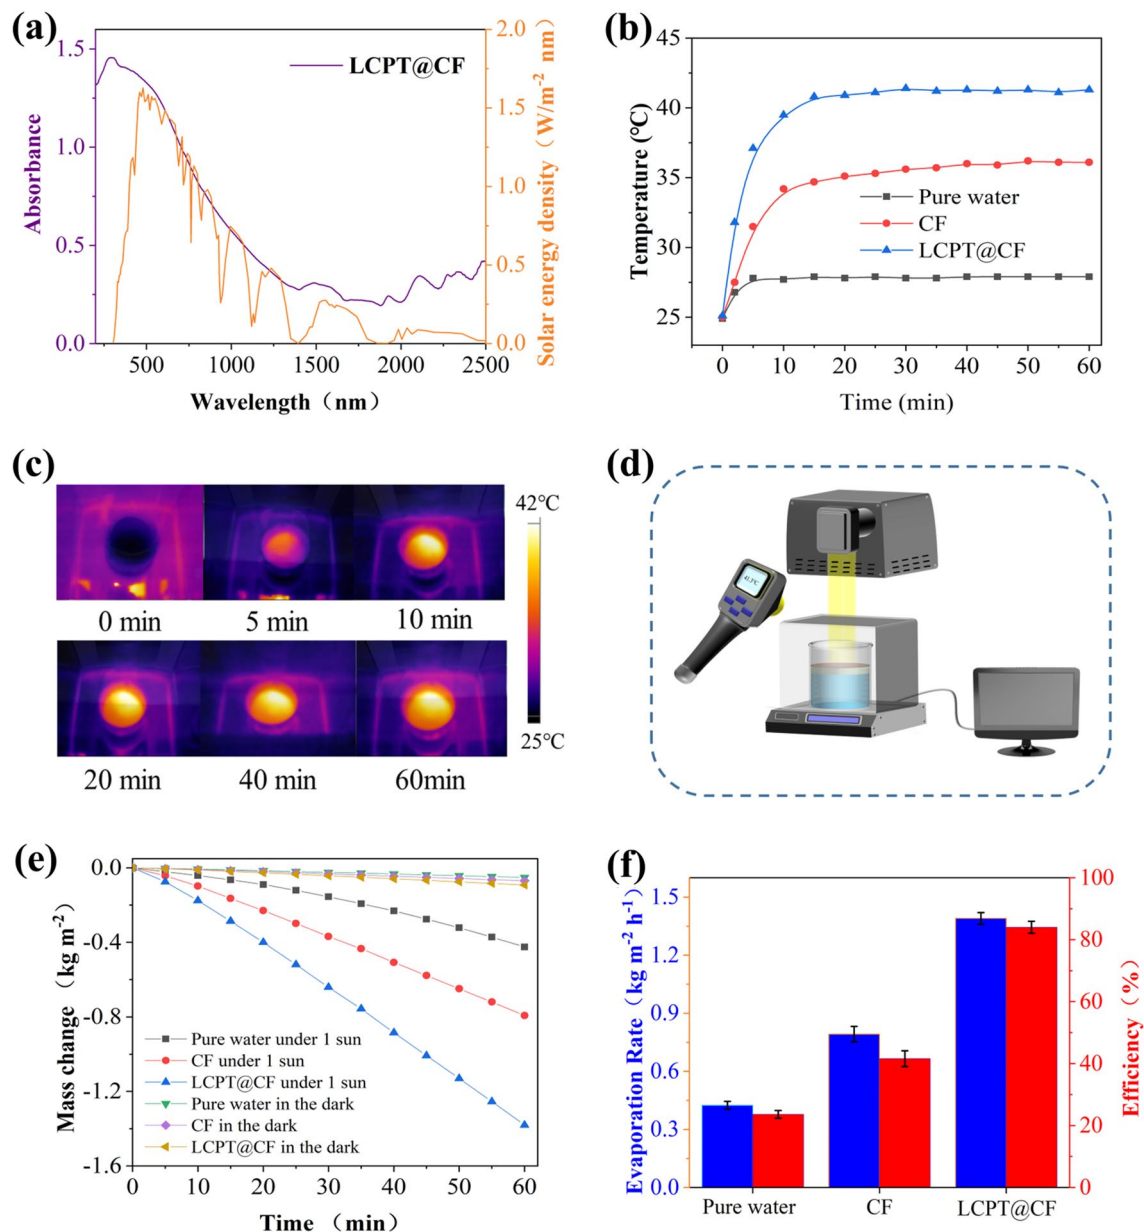 (a)
2.0
1.5
1.0
0.5
0.0
Absorbance
LCPT@CF
2.0
1.5
1.0
0.5
0.0
Solar energy density（W/m⁻² nm）
500 1000 1500 2000 2500
Wavelength（nm）
(b)
45
40
35
30
25
Temperature (℃)
Pure water
CF
LCPT@CF
0 10 20 30 40 50 60
Time (min)
(c)
0 min 5 min 10 min
20 min 40 min 60min
42℃
25℃
(d)
41.3℃
(e)
0.0
-0.4
-0.8
-1.2
-1.6
Mass change（kg m⁻²）
Pure water under 1 sun
CF under 1 sun
LCPT@CF under 1 sun
Pure water in the dark
CF in the dark
LCPT@CF in the dark
0 10 20 30 40 50 60
Time （min）
(f)
1.5
1.2
0.9
0.6
0.3
0.0
Evaporation Rate（kg m⁻² h⁻¹）
100
80
60
40
20
0
Efficiency（%）
Pure water CF LCPT@CF